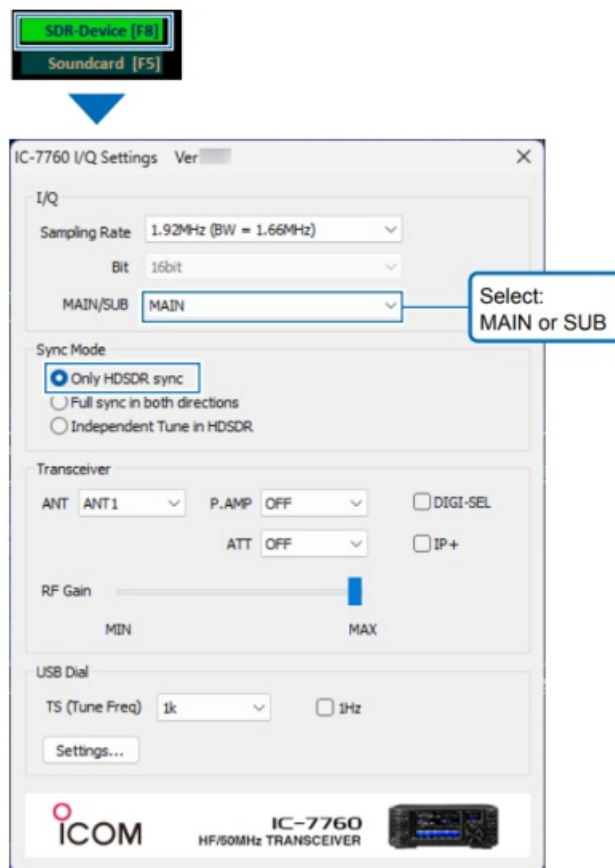 SDR-Device [F8]
Soundcard [F5]
IC-7760 I/Q Settings Ver
I/Q
Sampling Rate 1.92MHz (BW = 1.66MHz)
Bit 16bit
MAIN/SUB MAIN
Select:
MAIN or SUB
Sync Mode
Only HDSDR sync
Full sync in both directions
Independent Tune in HDSDR
Transceiver
ANT ANT1 P.AMP OFF DIGI-SEL
ATT OFF IP+
RF Gain
MIN MAX
USB Dial
TS (Tune Freq) 1k 1Hz
Settings...
ICOM IC-7760
HF/50MHz TRANSCEIVER